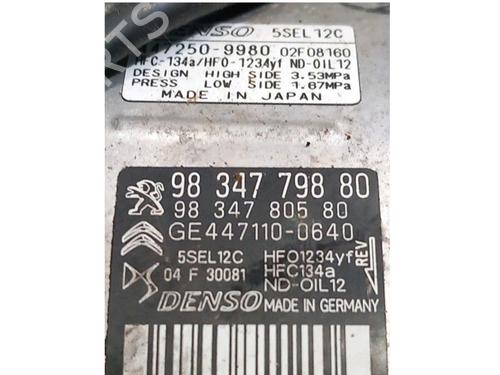 DENSO 5SEL12C
447250-9980 02F08160
HFC-134a/HFO-1234yf ND-OIL12
DESIGN HIGH SIDE 3.53MPa
PRESS LOW SIDE 1.67MPa
MADE IN JAPAN
98 347 798 80
98 347 805 80
GE447110-0640
5SEL12C HFO1234yf
04 F 30081 HFC134a
ND-OIL12
REV
DENSO MADE IN GERMANY